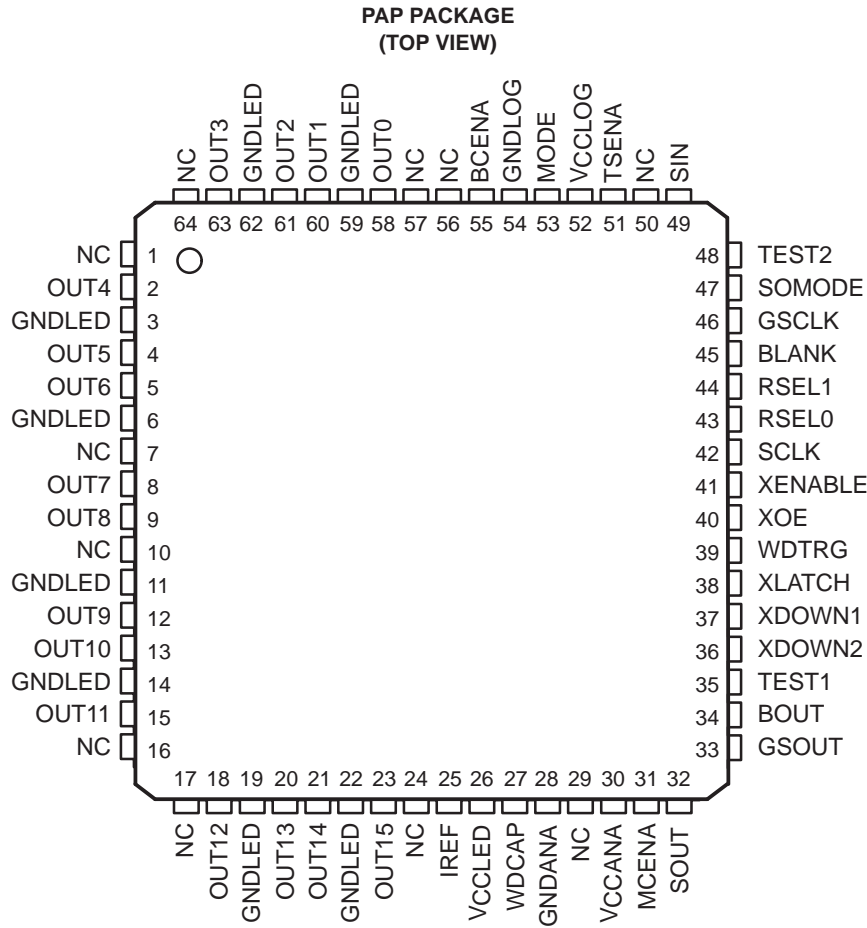 PAP PACKAGE
(TOP VIEW)
NC
OUT3
GNDLED
OUT2
OUT1
GNDLED
OUT0
NC
NC
BCENA
GNDLOG
MODE
VCCLOG
TSENA
NC
SIN
64 63 62 61 60 59 58 57 56 55 54 53 52 51 50 49
NC 1
OUT4 2
GNDLED 3
OUT5 4
OUT6 5
GNDLED 6
NC 7
OUT7 8
OUT8 9
NC 10
GNDLED 11
OUT9 12
OUT10 13
GNDLED 14
OUT11 15
NC 16
48 TEST2
47 SOMODE
46 GSCLK
45 BLANK
44 RSEL1
43 RSEL0
42 SCLK
41 XENABLE
40 XOE
39 WDTRG
38 XLATCH
37 XDOWN1
36 XDOWN2
35 TEST1
34 BOUT
33 GSOUT
17 18 19 20 21 22 23 24 25 26 27 28 29 30 31 32
NC
OUT12
GNDLED
OUT13
OUT14
GNDLED
OUT15
NC
IREF
VCCLED
WDCAP
GNDANA
NC
VCCANA
MCENA
SOUT